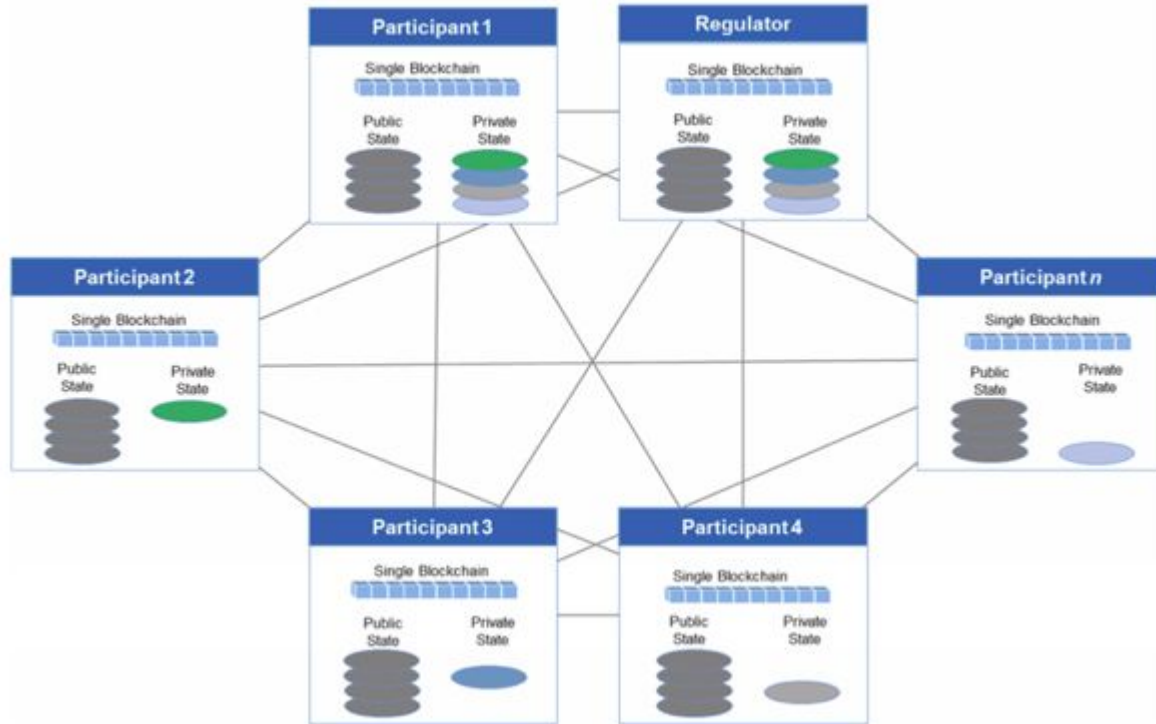 Participant 1
Single Blockchain
Public
State
Private
State
Regulator
Single Blockchain
Public
State
Private
State
Participant 2
Single Blockchain
Public
State
Private
State
Participant n
Single Blockchain
Public
State
Private
State
Participant 3
Single Blockchain
Public
State
Private
State
Participant 4
Single Blockchain
Public
State
Private
State